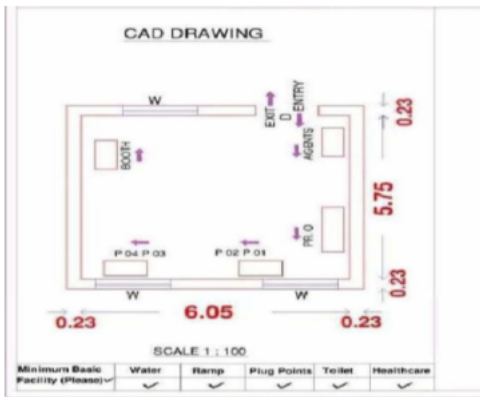 CAD DRAWING
W
EXIT
D
ENTRY
0.23
BOOTH
AGENTS
5.75
PR.O
P 04 P 03
P 02 P 01
0.23
W
W
0.23
6.05
0.23
SCALE 1 : 100
Minimum Basic Facility (Please)✓ Water Ramp Plug Points Toilet Healthcare
✓ ✓ ✓ ✓ ✓